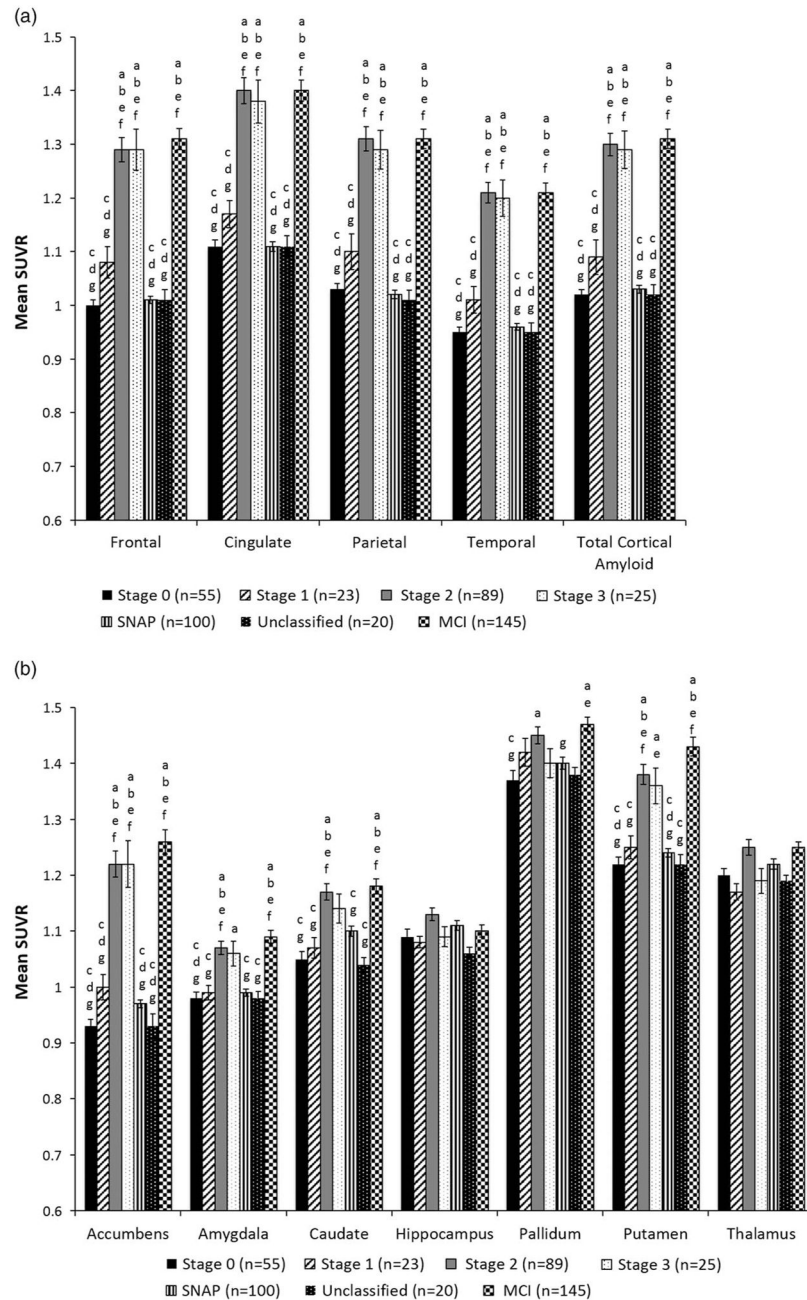 (a)
1.5
1.4
1.3
1.2
1.1
1
0.9
0.8
0.7
0.6
Mean SUVR
c d g
c d g
a b e f
a b e f
c d g
c d g
a b e f
c d g
c d g
a b e f
a b e f
c d g
c d g
a b e f
c d g
c d g
a b e f
a b e f
c d g
c d g
a b e f
c d g
c d g
a b e f
a b e f
c d g
c d g
a b e f
c d g
c d g
a b e f
a b e f
c d g
c d g
a b e f
Frontal
Cingulate
Parietal
Temporal
Total Cortical
Amyloid
Stage 0 (n=55) Stage 1 (n=23) Stage 2 (n=89) Stage 3 (n=25)
SNAP (n=100) Unclassified (n=20) MCI (n=145)
(b)
1.5
1.4
1.3
1.2
1.1
1
0.9
0.8
0.7
0.6
Mean SUVR
c d g
c d g
a b e f
a b e f
c d g
c d g
a b e f
c d g
c g
a b e f
a
c g
c g
a b e f
c g
c g
a b e f
c g
c g
a b e f
c g
a
g
a e
c d g
c g
a b e f
a e
c d g
c g
a b e f
Accumbens
Amygdala
Caudate
Hippocampus
Pallidum
Putamen
Thalamus
Stage 0 (n=55) Stage 1 (n=23) Stage 2 (n=89) Stage 3 (n=25)
SNAP (n=100) Unclassified (n=20) MCI (n=145)